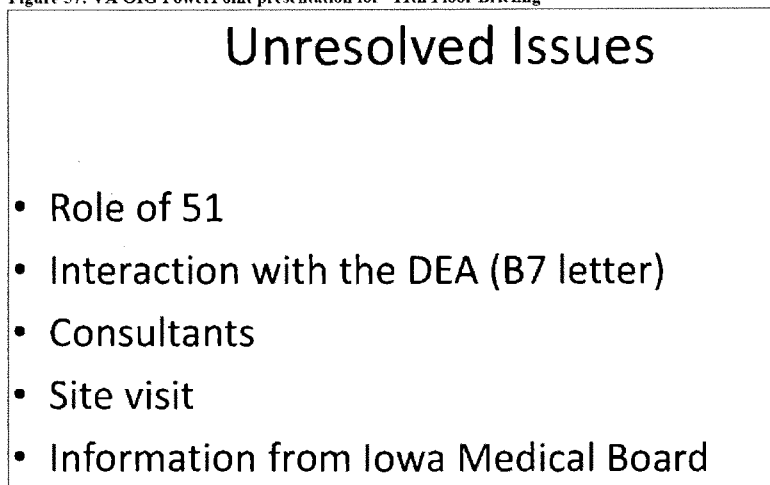 Unresolved Issues
• Role of 51
• Interaction with the DEA (B7 letter)
• Consultants
• Site visit
• Information from Iowa Medical Board